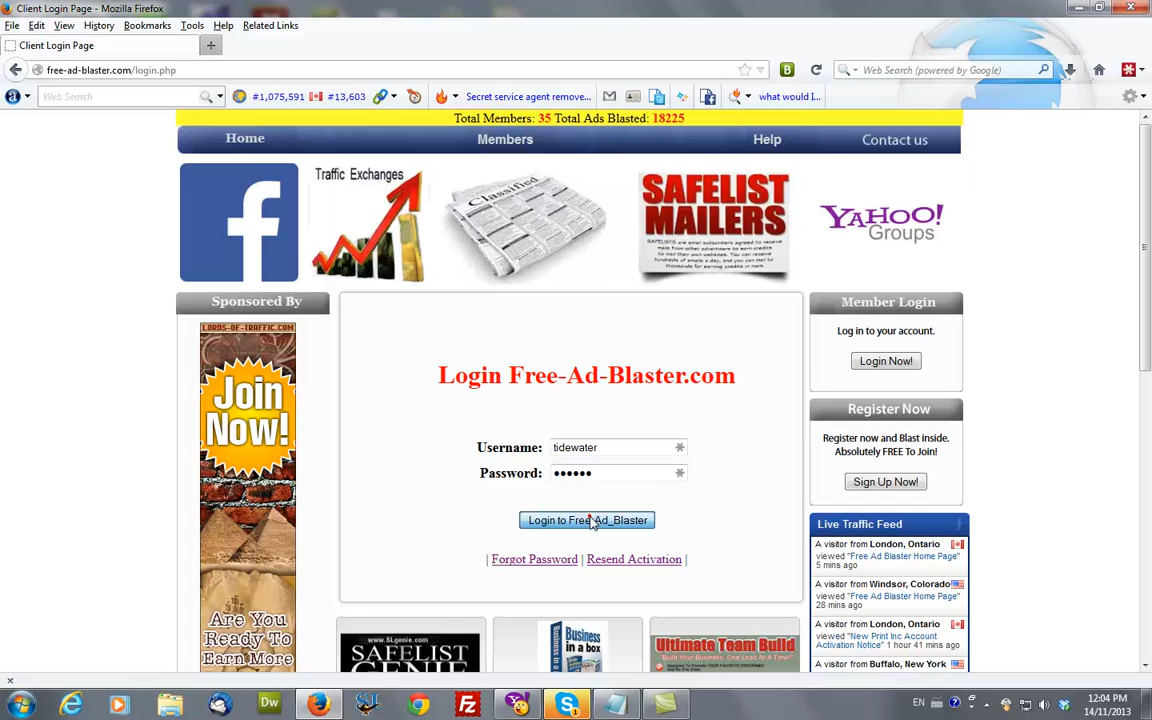 Client Login Page - Mozilla Firefox
File Edit View History Bookmarks Tools Help Related Links
Client Login Page
free-ad-blaster.com/login.php
Web Search (powered by Google)
Web Search
#1,075,591
#13,603
Secret service agent remove...
what would I...
Total Members: 35 Total Ads Blasted: 18225
Home Members Help Contact us
Traffic Exchanges
Classified
SAFELIST MAILERS
YAHOO! Groups
Sponsored By
LORDS-OF-TRAFFIC.COM
Join Now!
Are You
Ready To
Earn More
Login Free-Ad-Blaster.com
Username: tidewater
Password: ••••••
Login to Free Ad_Blaster
| Forgot Password | Resend Activation |
www.SLgenie.com
SAFELIST
GENIE
Business
in a box
Ultimate Team Build
Member Login
Log in to your account.
Login Now!
Register Now
Register now and Blast inside.
Absolutely FREE To Join!
Sign Up Now!
Live Traffic Feed
A visitor from London, Ontario
viewed "Free Ad Blaster Home Page"
5 mins ago
A visitor from Windsor, Colorado
viewed "Free Ad Blaster Home Page"
28 mins ago
A visitor from London, Ontario
viewed "New Print Inc Account
Activation Notice" 1 hour 41 mins ago
A visitor from Buffalo, New York
EN
12:04 PM
14/11/2013